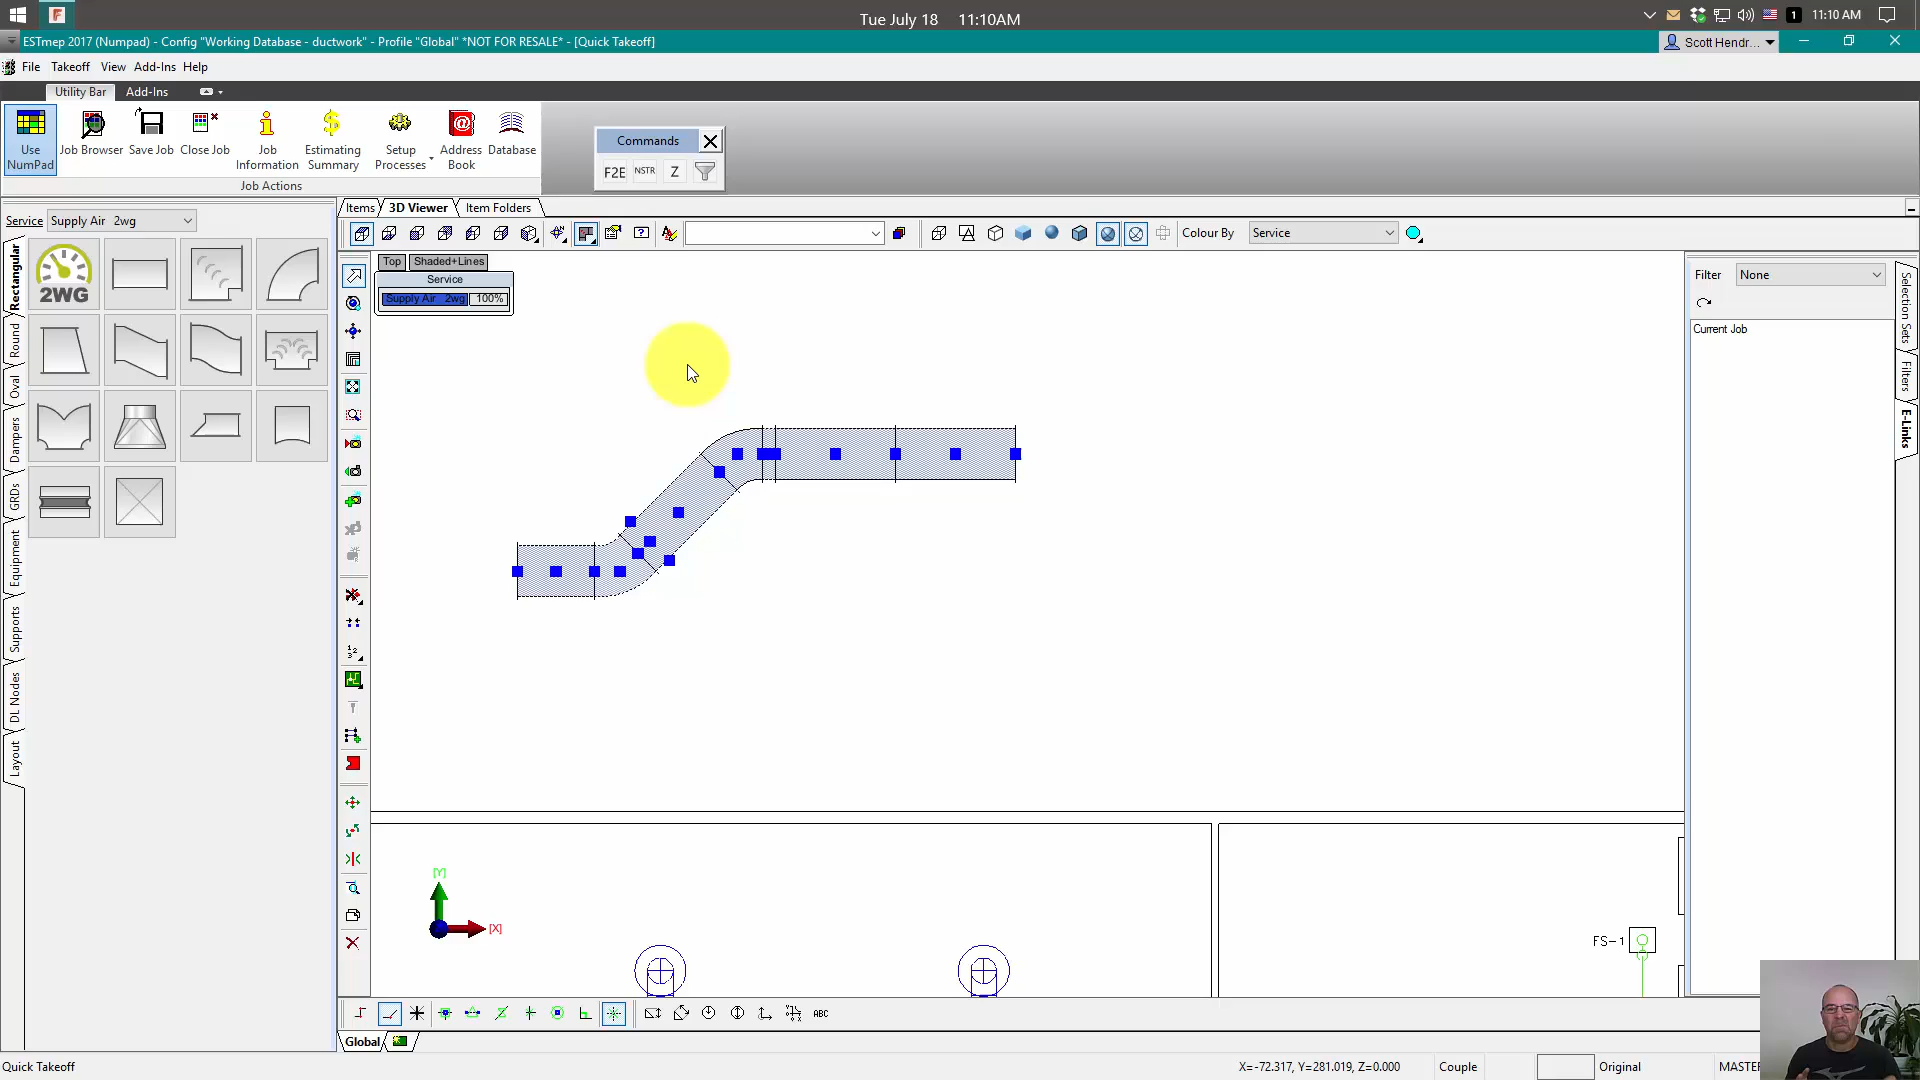 Tue July 18 11:10AM
11:10 AM
ESTmep 2017 (Numpad) - Config "Working Database - ductwork" - Profile "Global" *NOT FOR RESALE* - [Quick Takeoff]
Scott Hendr...
File Takeoff View Add-Ins Help
Utility Bar Add-Ins
Use NumPad
Job Browser
Save Job
Close Job
Job Information
Estimating Summary
Setup Processes
Address Book
Database
Job Actions
Commands
F2E NSTR Z
Items 3D Viewer Item Folders
Service Supply Air 2wg
Colour By Service
Top Shaded+Lines
Service
Supply Air 2wg 100%
2WG
Rectangular
Round
Oval
Dampers
GRDs
Equipment
Supports
DL Nodes
Layout
Filter None
Current Job
Selection Sets
Filters
E-Links
[Y]
[X]
FS-1
ABC
Global
Quick Takeoff
X=-72.317, Y=281.019, Z=0.000
Couple
Original
MASTE